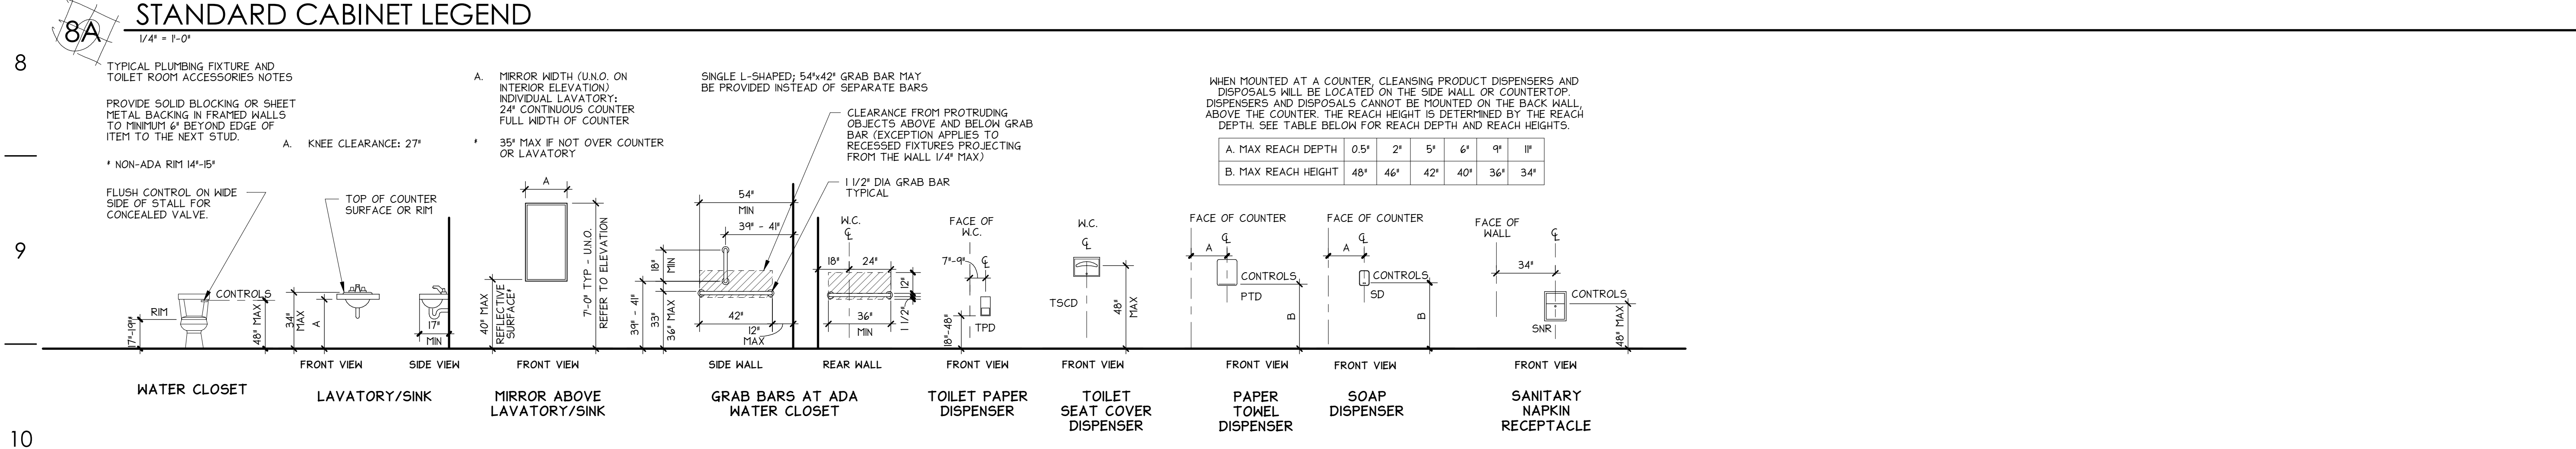 8A
STANDARD CABINET LEGEND
1/4" = 1'-0"
8
9
10
TYPICAL PLUMBING FIXTURE AND
TOILET ROOM ACCESSORIES NOTES
PROVIDE SOLID BLOCKING OR SHEET
METAL BACKING IN FRAMED WALLS
TO MINIMUM 6" BEYOND EDGE OF
ITEM TO THE NEXT STUD.
* NON-ADA RIM 14"-15"
FLUSH CONTROL ON WIDE
SIDE OF STALL FOR
CONCEALED VALVE.
RIM
CONTROLS
17"-19"*
48" MAX
WATER CLOSET
A. KNEE CLEARANCE: 27"
TOP OF COUNTER
SURFACE OR RIM
34"
MAX
A
17"
MIN
FRONT VIEW
SIDE VIEW
LAVATORY/SINK
A. MIRROR WIDTH (U.N.O. ON
INTERIOR ELEVATION)
INDIVIDUAL LAVATORY:
24" CONTINUOUS COUNTER
FULL WIDTH OF COUNTER
* 35" MAX IF NOT OVER COUNTER
OR LAVATORY
A
40" MAX
REFLECTIVE
SURFACE*
7'-0" TYP - U.N.O.
REFER TO ELEVATION
FRONT VIEW
MIRROR ABOVE
LAVATORY/SINK
SINGLE L-SHAPED; 54"x42" GRAB BAR MAY
BE PROVIDED INSTEAD OF SEPARATE BARS
CLEARANCE FROM PROTRUDING
OBJECTS ABOVE AND BELOW GRAB
BAR (EXCEPTION APPLIES TO
RECESSED FIXTURES PROJECTING
FROM THE WALL 1/4" MAX)
1 1/2" DIA GRAB BAR
TYPICAL
54"
MIN
39" - 41"
18"
MIN
39" - 41"
33"
36" MAX
42"
12"
MAX
W.C.
℄
18"
24"
12"
1 1/2"
36"
MIN
SIDE WALL
REAR WALL
GRAB BARS AT ADA
WATER CLOSET
FACE OF
W.C.
7"-9"
℄
18"-48"
TPD
FRONT VIEW
TOILET PAPER
DISPENSER
W.C.
℄
TSCD
48"
MAX
FRONT VIEW
TOILET
SEAT COVER
DISPENSER
WHEN MOUNTED AT A COUNTER, CLEANSING PRODUCT DISPENSERS AND
DISPOSALS WILL BE LOCATED ON THE SIDE WALL OR COUNTERTOP.
DISPENSERS AND DISPOSALS CANNOT BE MOUNTED ON THE BACK WALL,
ABOVE THE COUNTER. THE REACH HEIGHT IS DETERMINED BY THE REACH
DEPTH. SEE TABLE BELOW FOR REACH DEPTH AND REACH HEIGHTS.
A. MAX REACH DEPTH 0.5" 2" 5" 6" 9" 11"
B. MAX REACH HEIGHT 48" 46" 42" 40" 36" 34"
FACE OF COUNTER
℄
A
CONTROLS
PTD
B
FRONT VIEW
PAPER
TOWEL
DISPENSER
FACE OF COUNTER
℄
A
CONTROLS
SD
B
FRONT VIEW
SOAP
DISPENSER
FACE OF
WALL
℄
34"
CONTROLS
SNR
48" MAX
FRONT VIEW
SANITARY
NAPKIN
RECEPTACLE